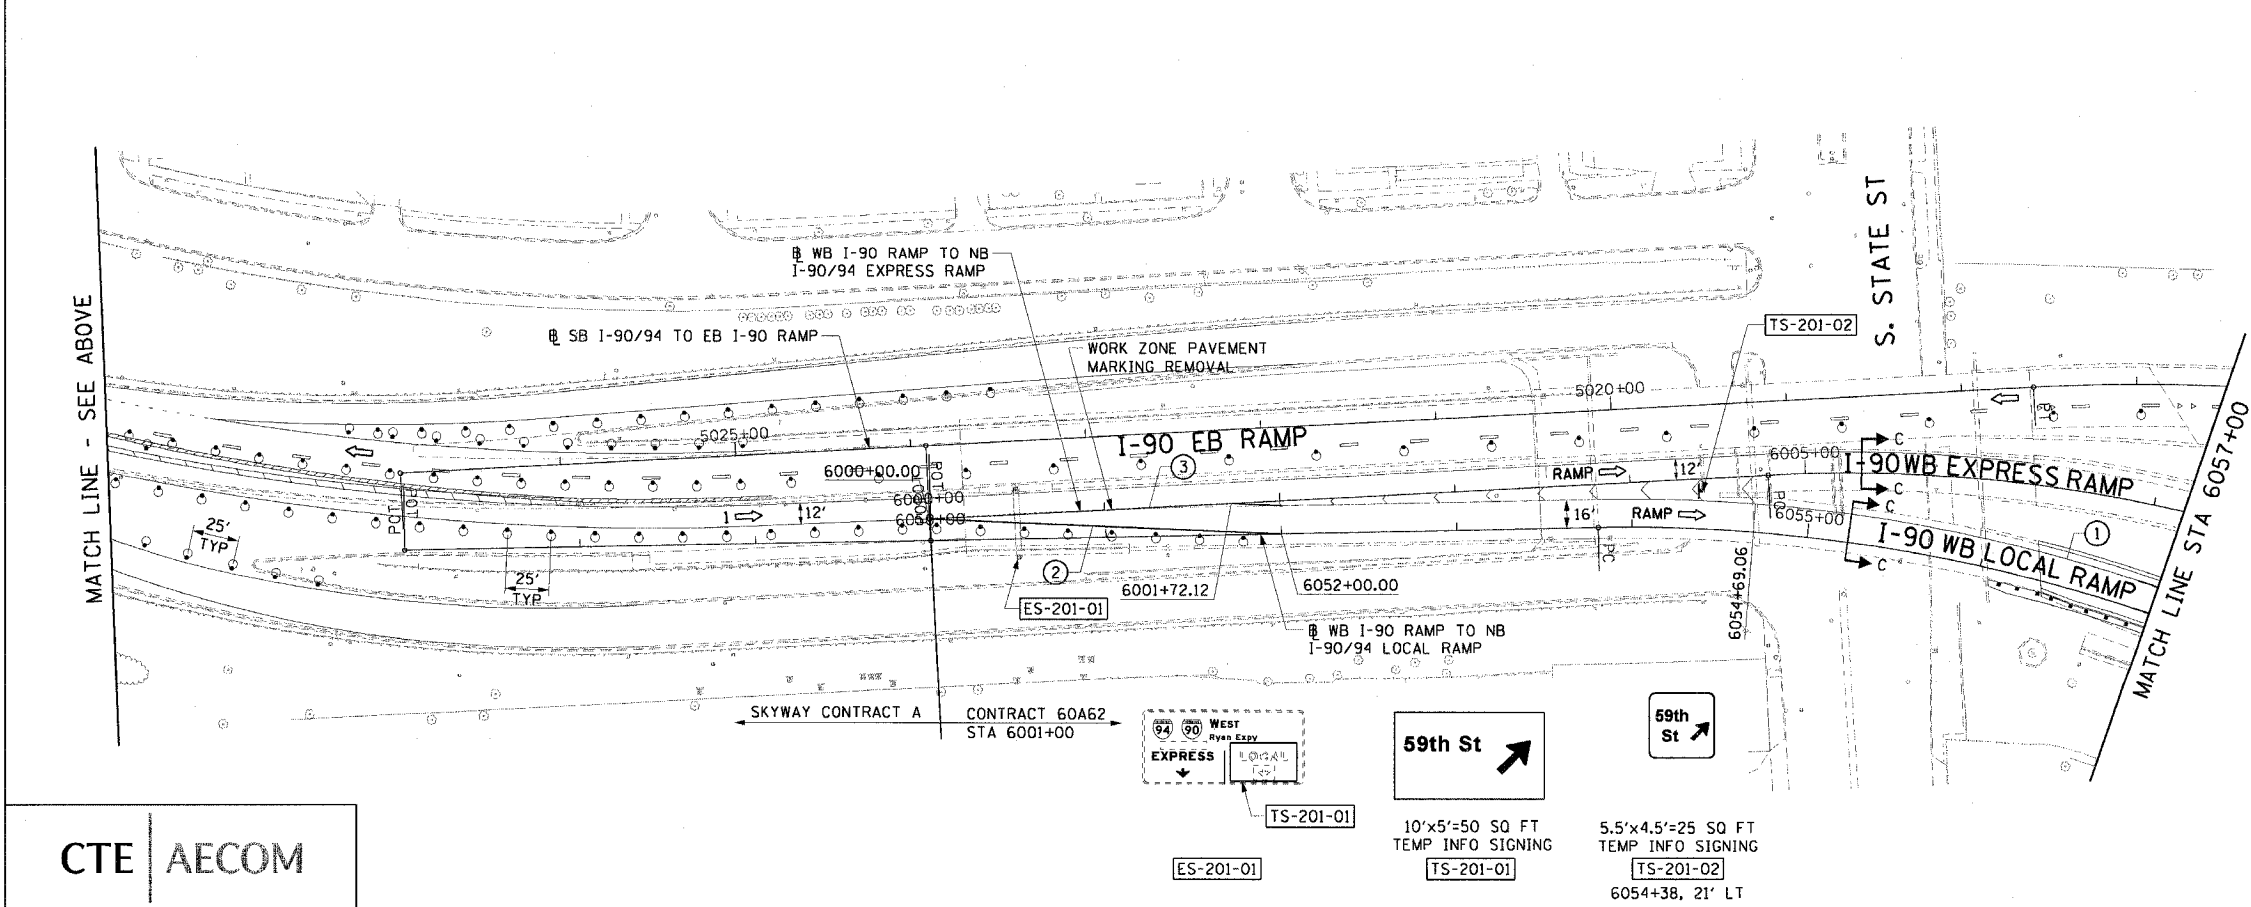 ℄ WB I-90 RAMP TO NB
I-90/94 EXPRESS RAMP
℄ SB I-90/94 TO EB I-90 RAMP
WORK ZONE PAVEMENT
MARKING REMOVAL
TS-201-02
S. STATE ST
MATCH LINE - SEE ABOVE
5020+00
5025+00
I-90 EB RAMP
3
6000+00.00
POT
POT
6000+00
6050+00
1
12'
RAMP
12'
16'
RAMP
6005+00
C
I-90 WB EXPRESS RAMP
C
C
PT
PC
PC
6055+00
I-90 WB LOCAL RAMP
1
C
MATCH LINE STA 6057+00
25'
TYP
25'
TYP
2
ES-201-01
6001+72.12
6052+00.00
6054+69.06
℄ WB I-90 RAMP TO NB
I-90/94 LOCAL RAMP
SKYWAY CONTRACT A
CONTRACT 60A62
STA 6001+00
94 90 WEST
Ryan Expy
EXPRESS
LOCAL
TS-201-01
ES-201-01
59th St
10'x5'=50 SQ FT
TEMP INFO SIGNING
TS-201-01
59th
St
5.5'x4.5'=25 SQ FT
TEMP INFO SIGNING
TS-201-02
6054+38, 21' LT
CTE AECOM